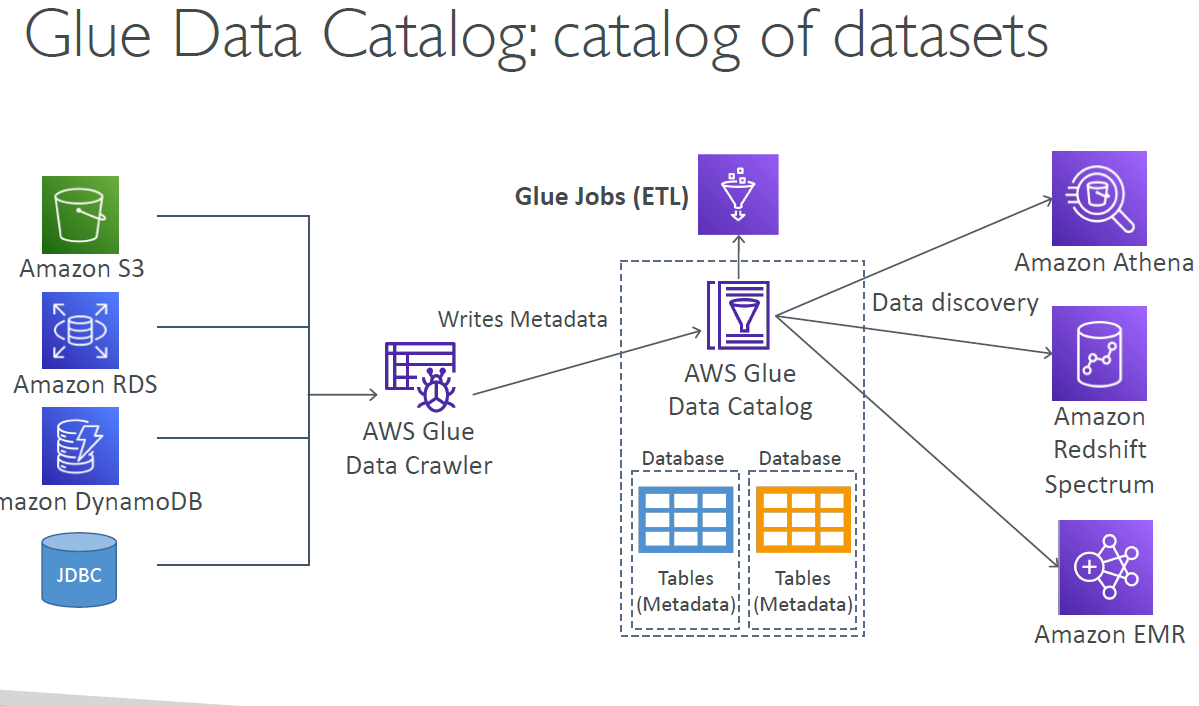 Glue Data Catalog: catalog of datasets
Amazon S3
Amazon RDS
mazon DynamoDB
JDBC
AWS Glue
Data Crawler
Writes Metadata
Glue Jobs (ETL)
AWS Glue
Data Catalog
Database
Tables
(Metadata)
Database
Tables
(Metadata)
Data discovery
Amazon Athena
Amazon
Redshift
Spectrum
Amazon EMR